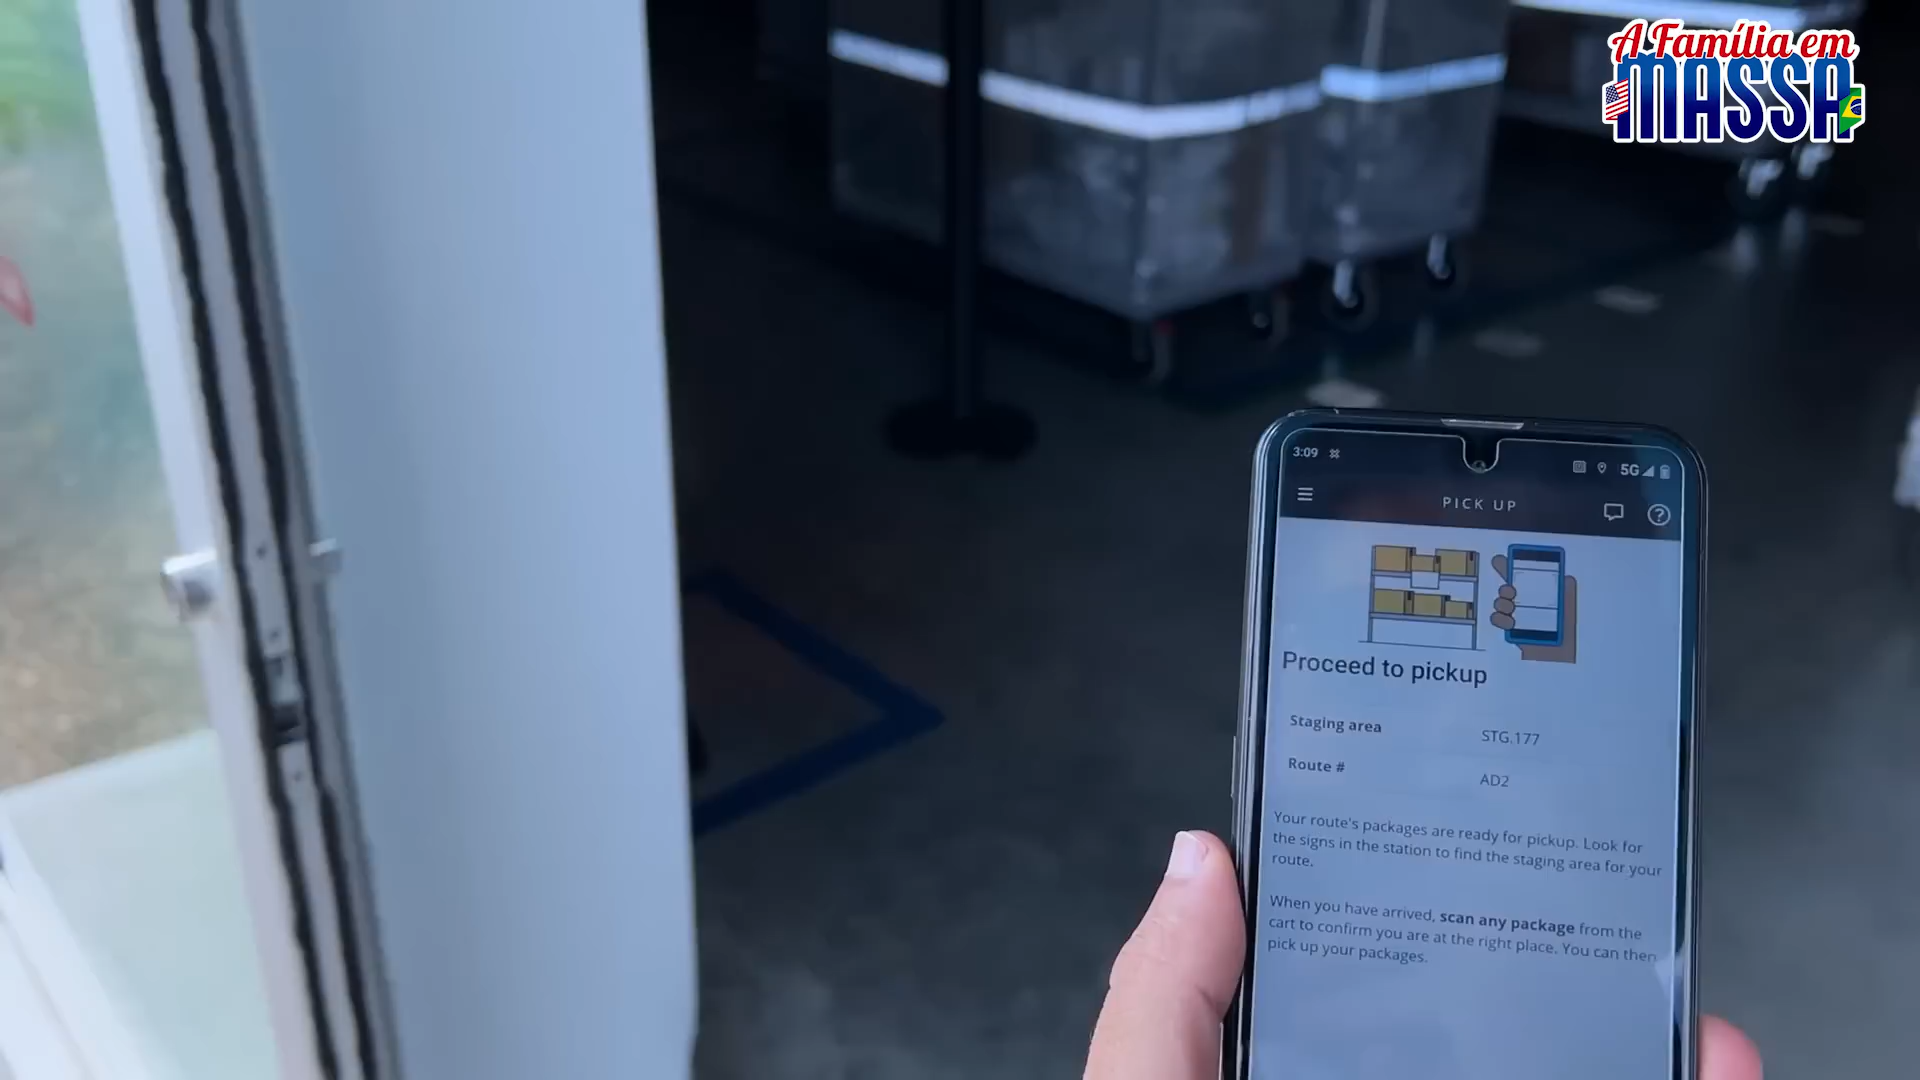 A Família em
MASSA
3:09
5G
PICK UP
Proceed to pickup
Staging area
STG.177
Route #
AD2
Your route's packages are ready for pickup. Look for
the signs in the station to find the staging area for your
route.
When you have arrived, scan any package from the
cart to confirm you are at the right place. You can then
pick up your packages.